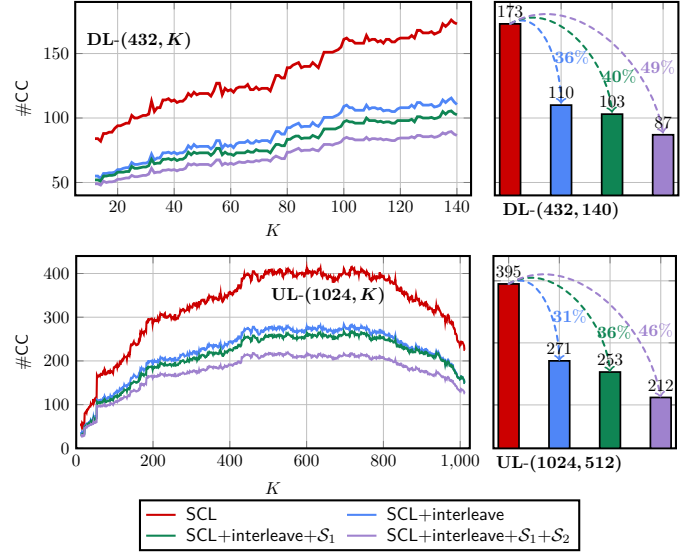 DL-(432, K)
#CC
150
100
50
20 40 60 80 100 120 140
K
173
36%
40%
49%
110
103
87
DL-(432, 140)
UL-(1024, K)
#CC
400
300
200
100
0
0 200 400 600 800 1,000
K
395
31%
36%
46%
271
253
212
UL-(1024, 512)
SCL
SCL+interleave
SCL+interleave+S₁
SCL+interleave+S₁+S₂